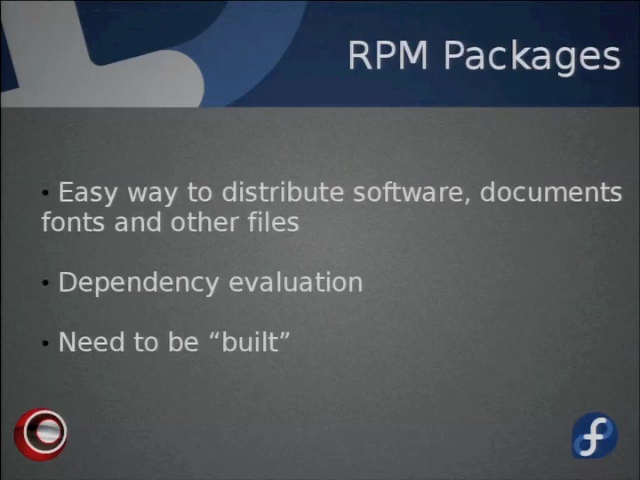 RPM Packages
• Easy way to distribute software, documents
fonts and other files
• Dependency evaluation
• Need to be “built”